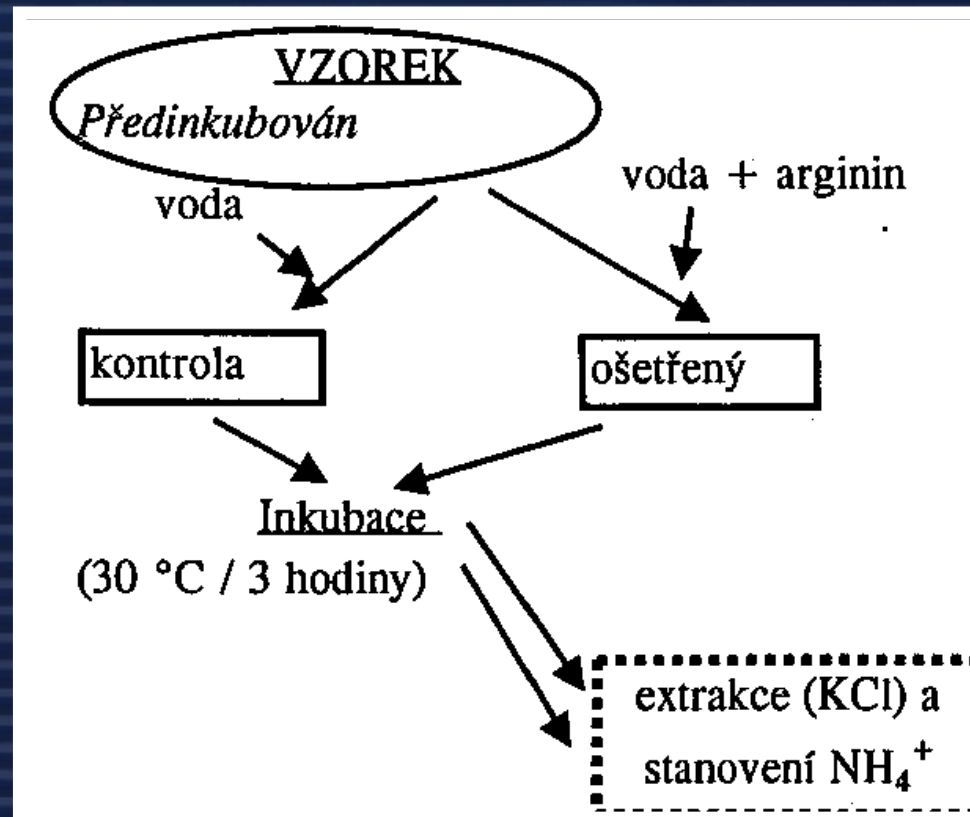 VZOREK
Předinkubován
voda
voda + arginin
kontrola
ošetřený
Inkubace
(30 °C / 3 hodiny)
extrakce (KCl) a
stanovení NH₄⁺